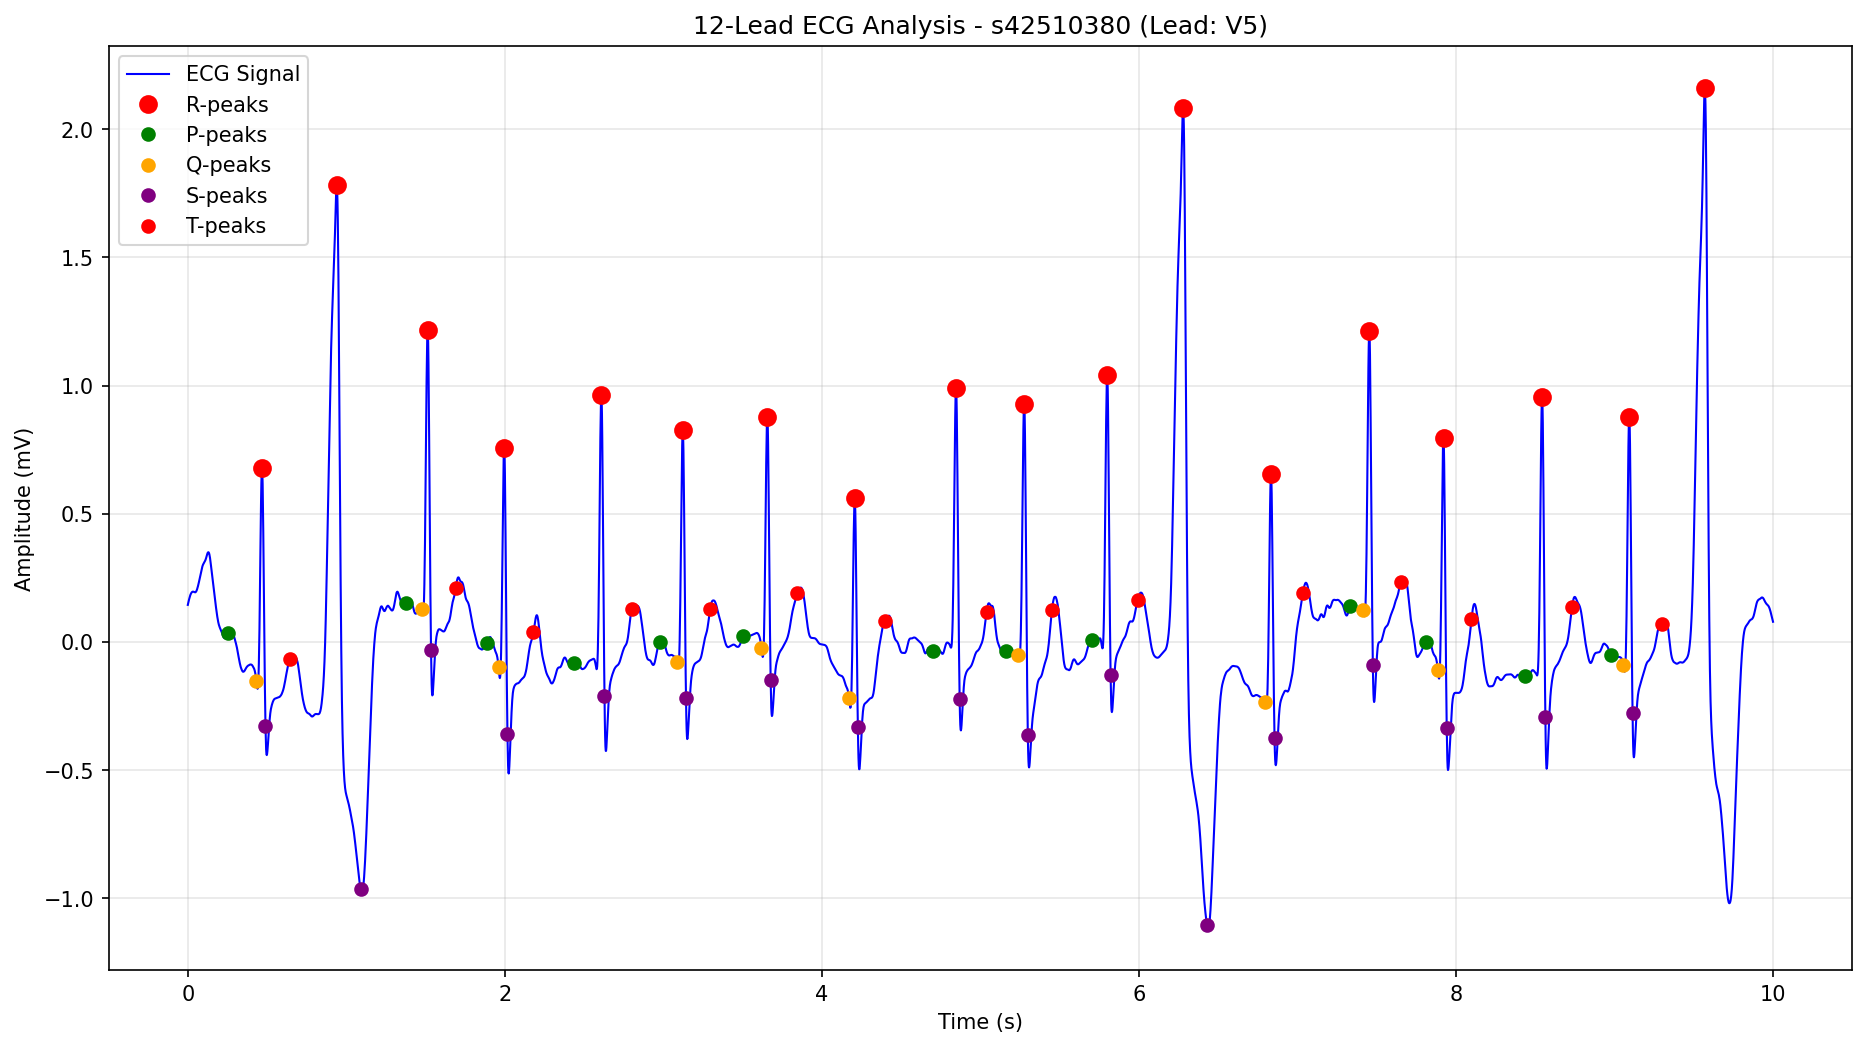 12-Lead ECG Analysis - s42510380 (Lead: V5)
ECG Signal
R-peaks
P-peaks
Q-peaks
S-peaks
T-peaks
Amplitude (mV)
2.0
1.5
1.0
0.5
0.0
−0.5
−1.0
0 2 4 6 8 10
Time (s)